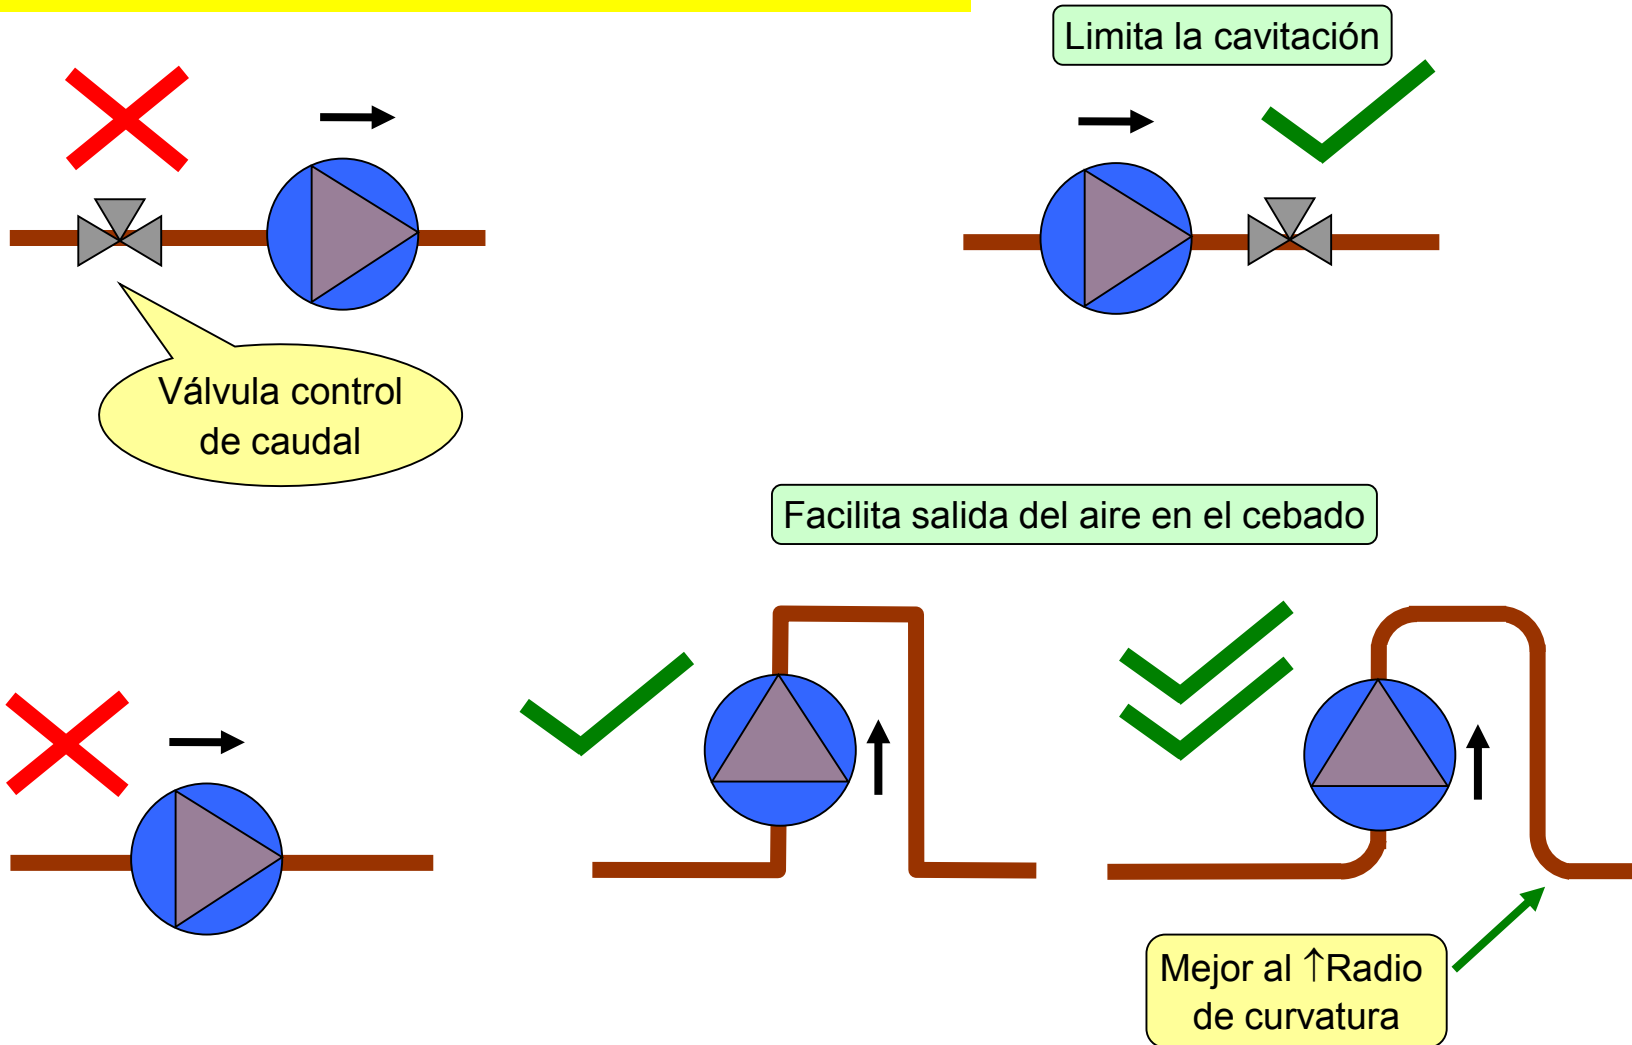 Limita la cavitación
Válvula control
de caudal
Facilita salida del aire en el cebado
Mejor al ↑Radio
de curvatura